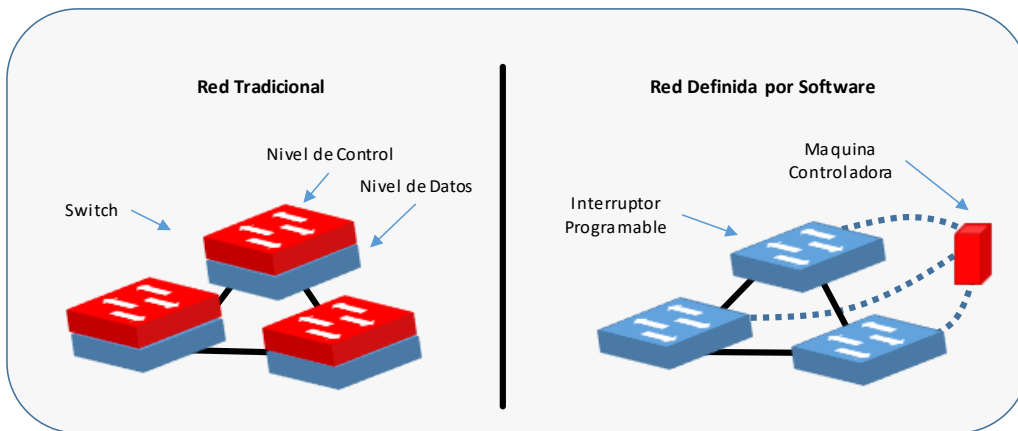 Red Tradicional
Nivel de Control
Nivel de Datos
Switch
Red Definida por Software
Maquina
Controladora
Interruptor
Programable